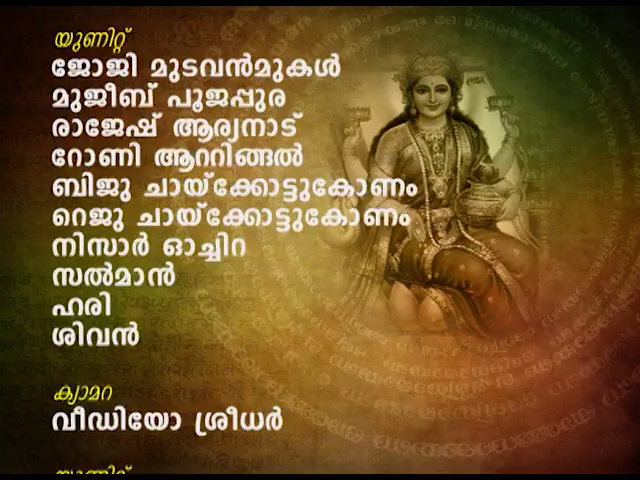 യുണിറ്റ്
ജോജി മുടവൻമുകൾ
മുജീബ് പൂജപ്പുര
രാജേഷ് ആര്യനാട്
റോണി ആററിങ്ങൽ
ബിജു ചായ്ക്കോട്ടുകോണം
റെജു ചായ്ക്കോട്ടുകോണം
നിസാർ ഓച്ചിറ
സൽമാൻ
ഹരി
ശിവൻ
ക്യാമറ
വീഡിയോ ശ്രീധർ